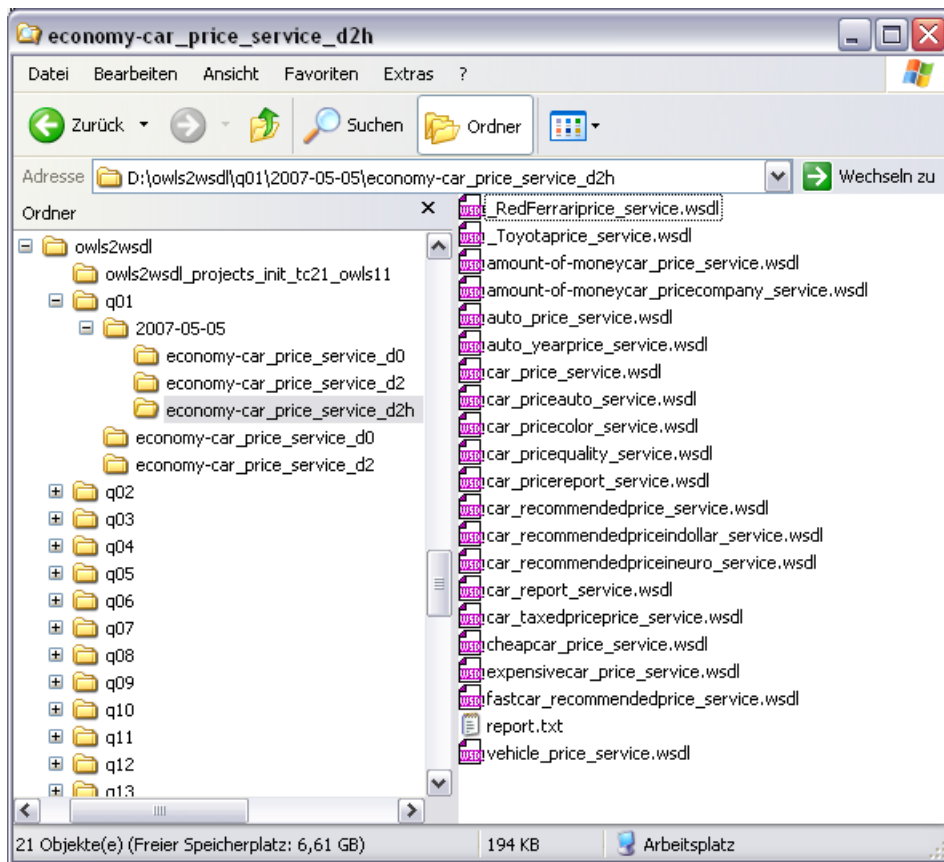 economy-car_price_service_d2h
Datei Bearbeiten Ansicht Favoriten Extras ?
Zurück Suchen Ordner
Adresse D:\owls2wsdl\q01\2007-05-05\economy-car_price_service_d2h Wechseln zu
Ordner
owls2wsdl
owls2wsdl_projects_init_tc21_owls11
q01
2007-05-05
economy-car_price_service_d0
economy-car_price_service_d2
economy-car_price_service_d2h
economy-car_price_service_d0
economy-car_price_service_d2
q02
q03
q04
q05
q06
q07
q08
q09
q10
q11
q12
q13
_RedFerrariprice_service.wsdl
_Toyotaprice_service.wsdl
amount-of-moneycar_price_service.wsdl
amount-of-moneycar_pricecompany_service.wsdl
auto_price_service.wsdl
auto_yearprice_service.wsdl
car_price_service.wsdl
car_priceauto_service.wsdl
car_pricecolor_service.wsdl
car_pricequality_service.wsdl
car_pricereport_service.wsdl
car_recommendedprice_service.wsdl
car_recommendedpriceindollar_service.wsdl
car_recommendedpriceineuro_service.wsdl
car_report_service.wsdl
car_taxedpriceprice_service.wsdl
cheapcar_price_service.wsdl
expensivecar_price_service.wsdl
fastcar_recommendedprice_service.wsdl
report.txt
vehicle_price_service.wsdl
21 Objekte(e) (Freier Speicherplatz: 6,61 GB) 194 KB Arbeitsplatz